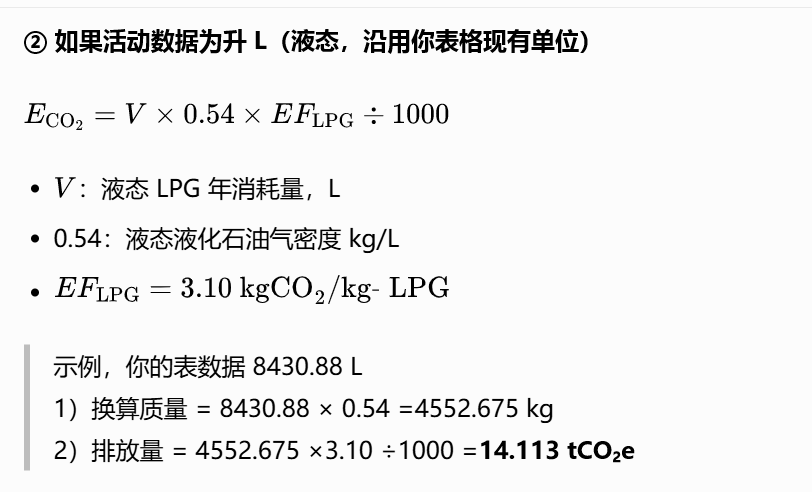 ② 如果活动数据为升 L（液态，沿用你表格现有单位）
E_CO₂ = V × 0.54 × EF_LPG ÷ 1000
• V：液态 LPG 年消耗量，L
• 0.54：液态液化石油气密度 kg/L
• EF_LPG = 3.10 kgCO₂/kg- LPG
示例，你的表数据 8430.88 L
1）换算质量 = 8430.88 × 0.54 =4552.675 kg
2）排放量 = 4552.675 ×3.10 ÷1000 =14.113 tCO₂e